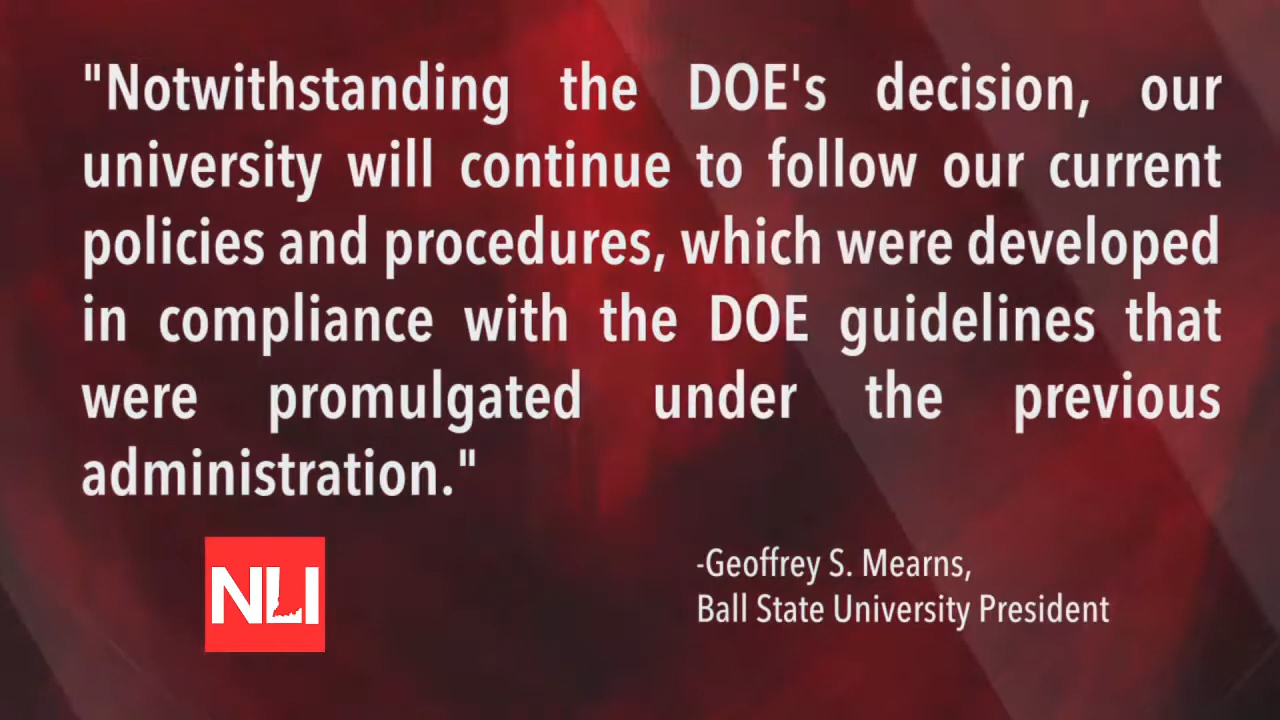 "Notwithstanding the DOE's decision, our
university will continue to follow our current
policies and procedures, which were developed
in compliance with the DOE guidelines that
were promulgated under the previous
administration."
NLI
-Geoffrey S. Mearns,
Ball State University President